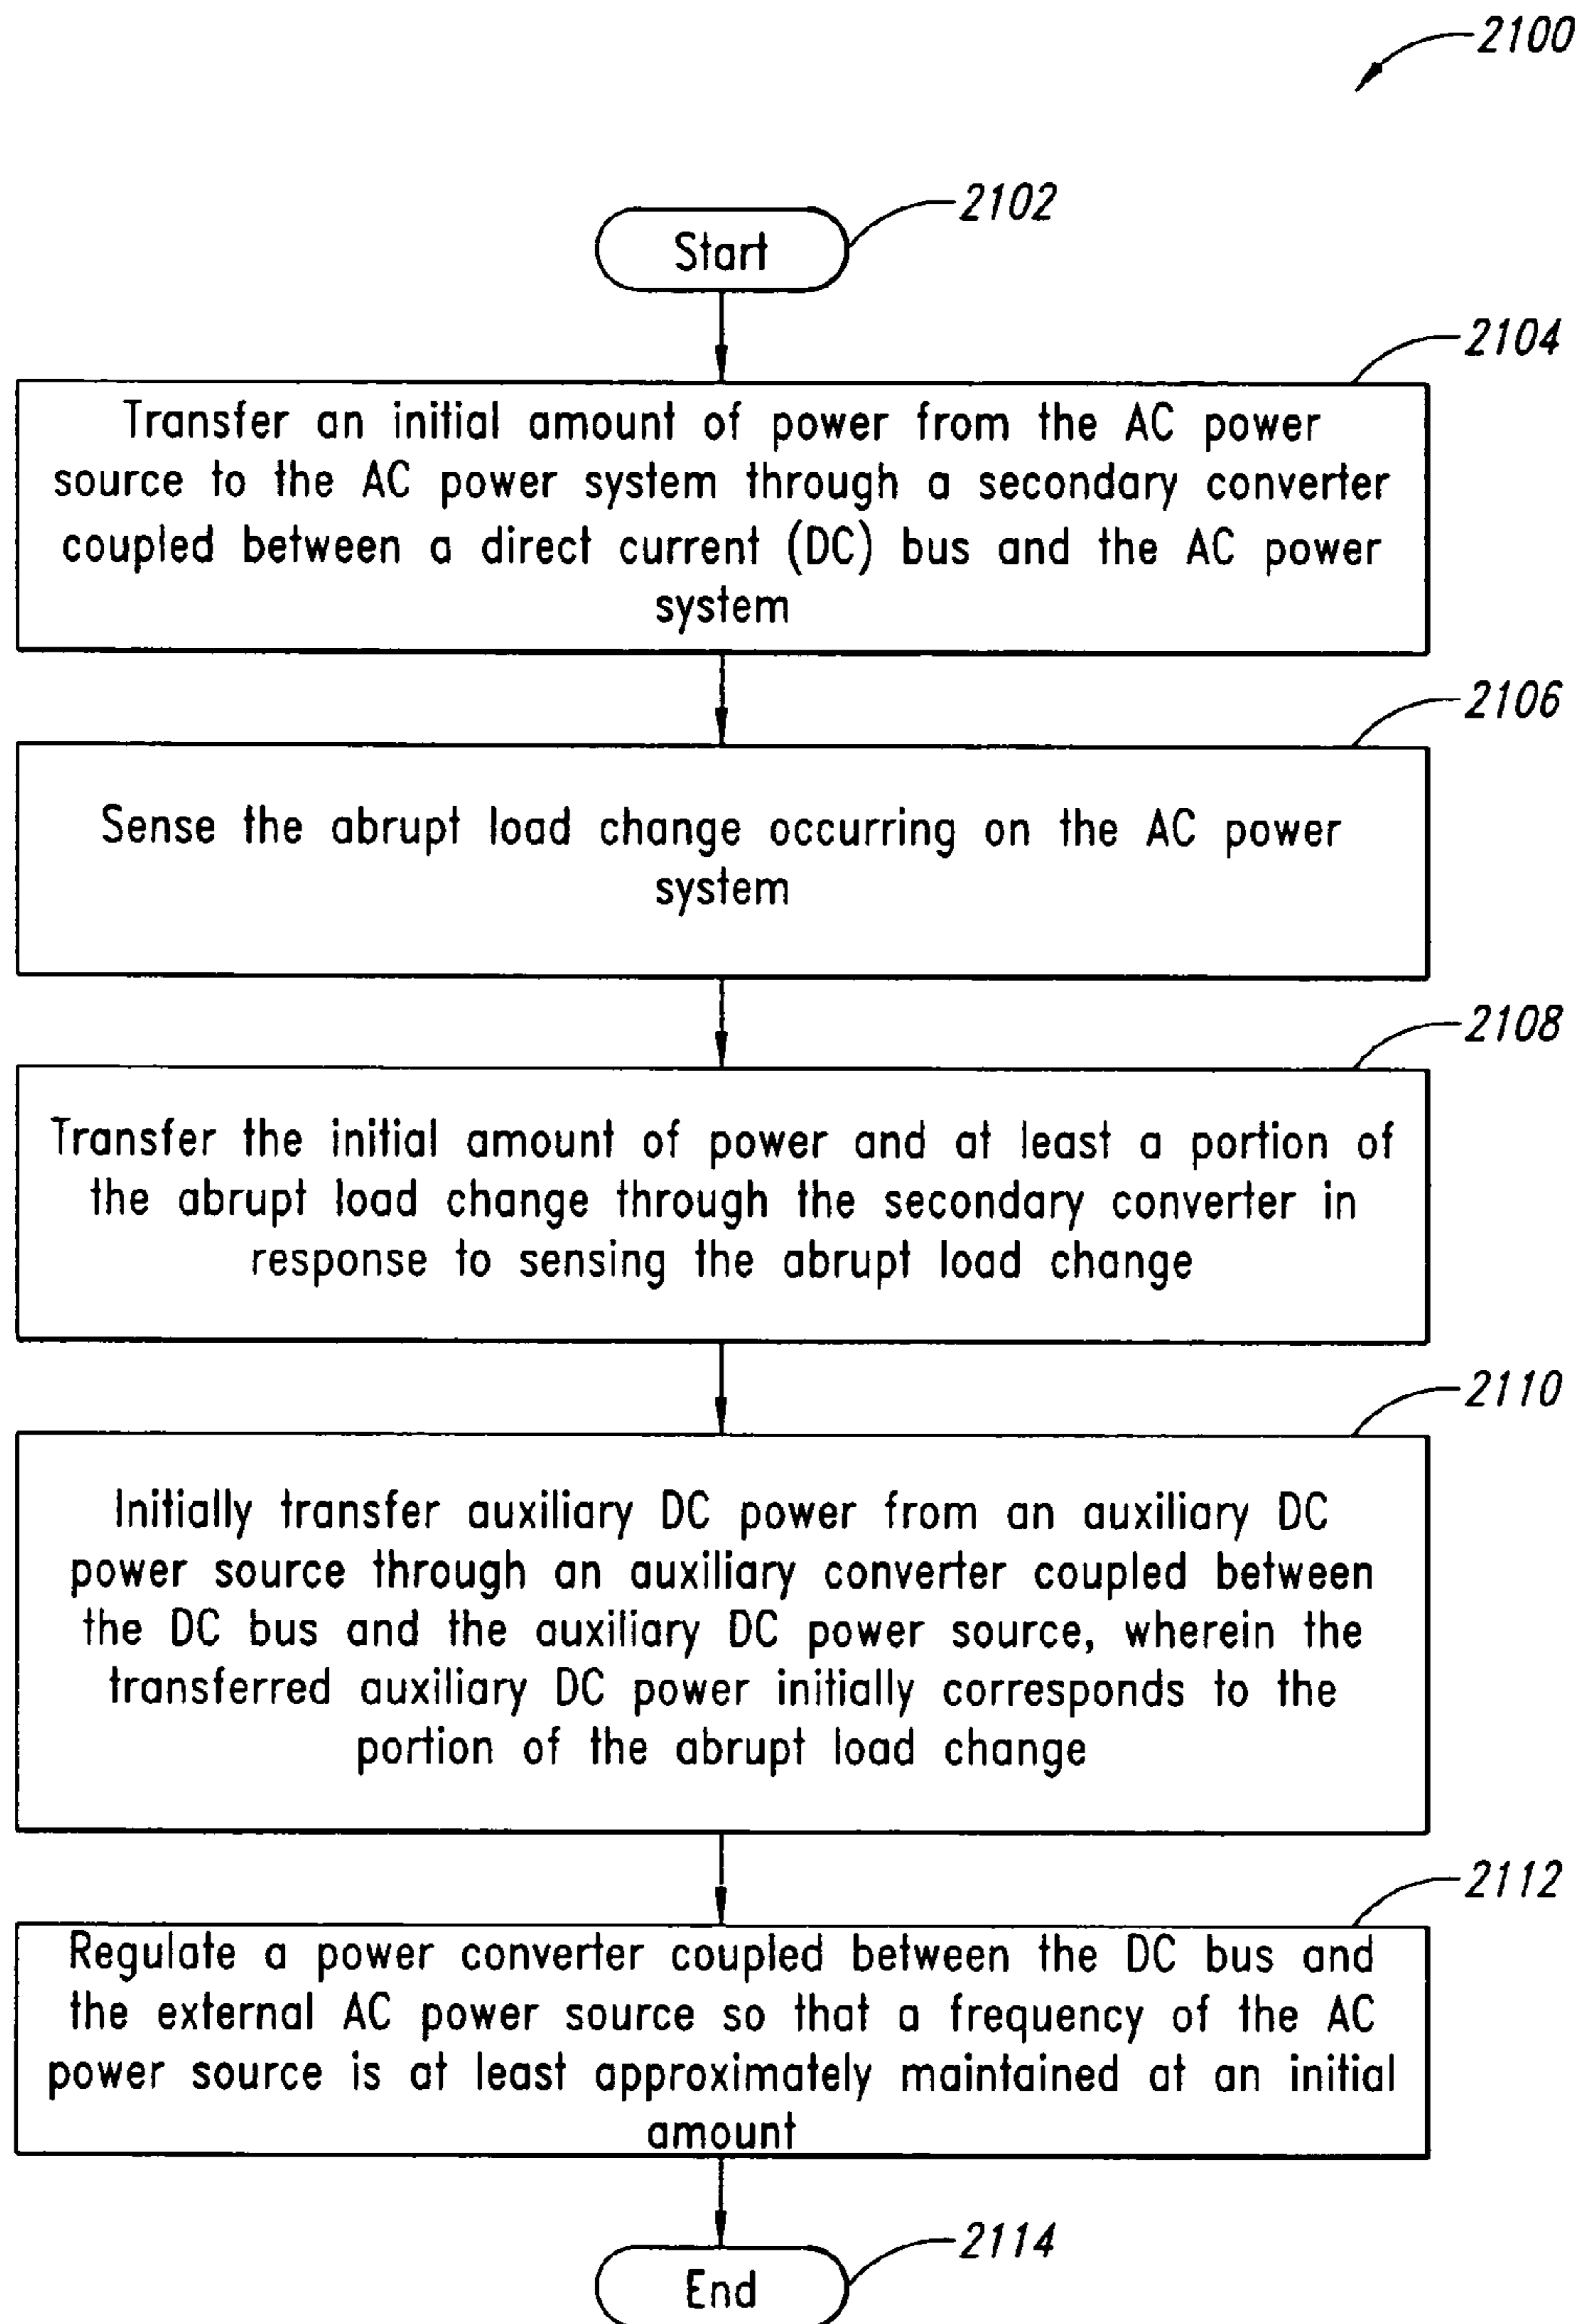 2100
2102
Start
2104
Transfer an initial amount of power from the AC power
source to the AC power system through a secondary converter
coupled between a direct current (DC) bus and the AC power
system
2106
Sense the abrupt load change occurring on the AC power
system
2108
Transfer the initial amount of power and at least a portion of
the abrupt load change through the secondary converter in
response to sensing the abrupt load change
2110
Initially transfer auxiliary DC power from an auxiliary DC
power source through an auxiliary converter coupled between
the DC bus and the auxiliary DC power source, wherein the
transferred auxiliary DC power initially corresponds to the
portion of the abrupt load change
2112
Regulate a power converter coupled between the DC bus and
the external AC power source so that a frequency of the AC
power source is at least approximately maintained at an initial
amount
2114
End